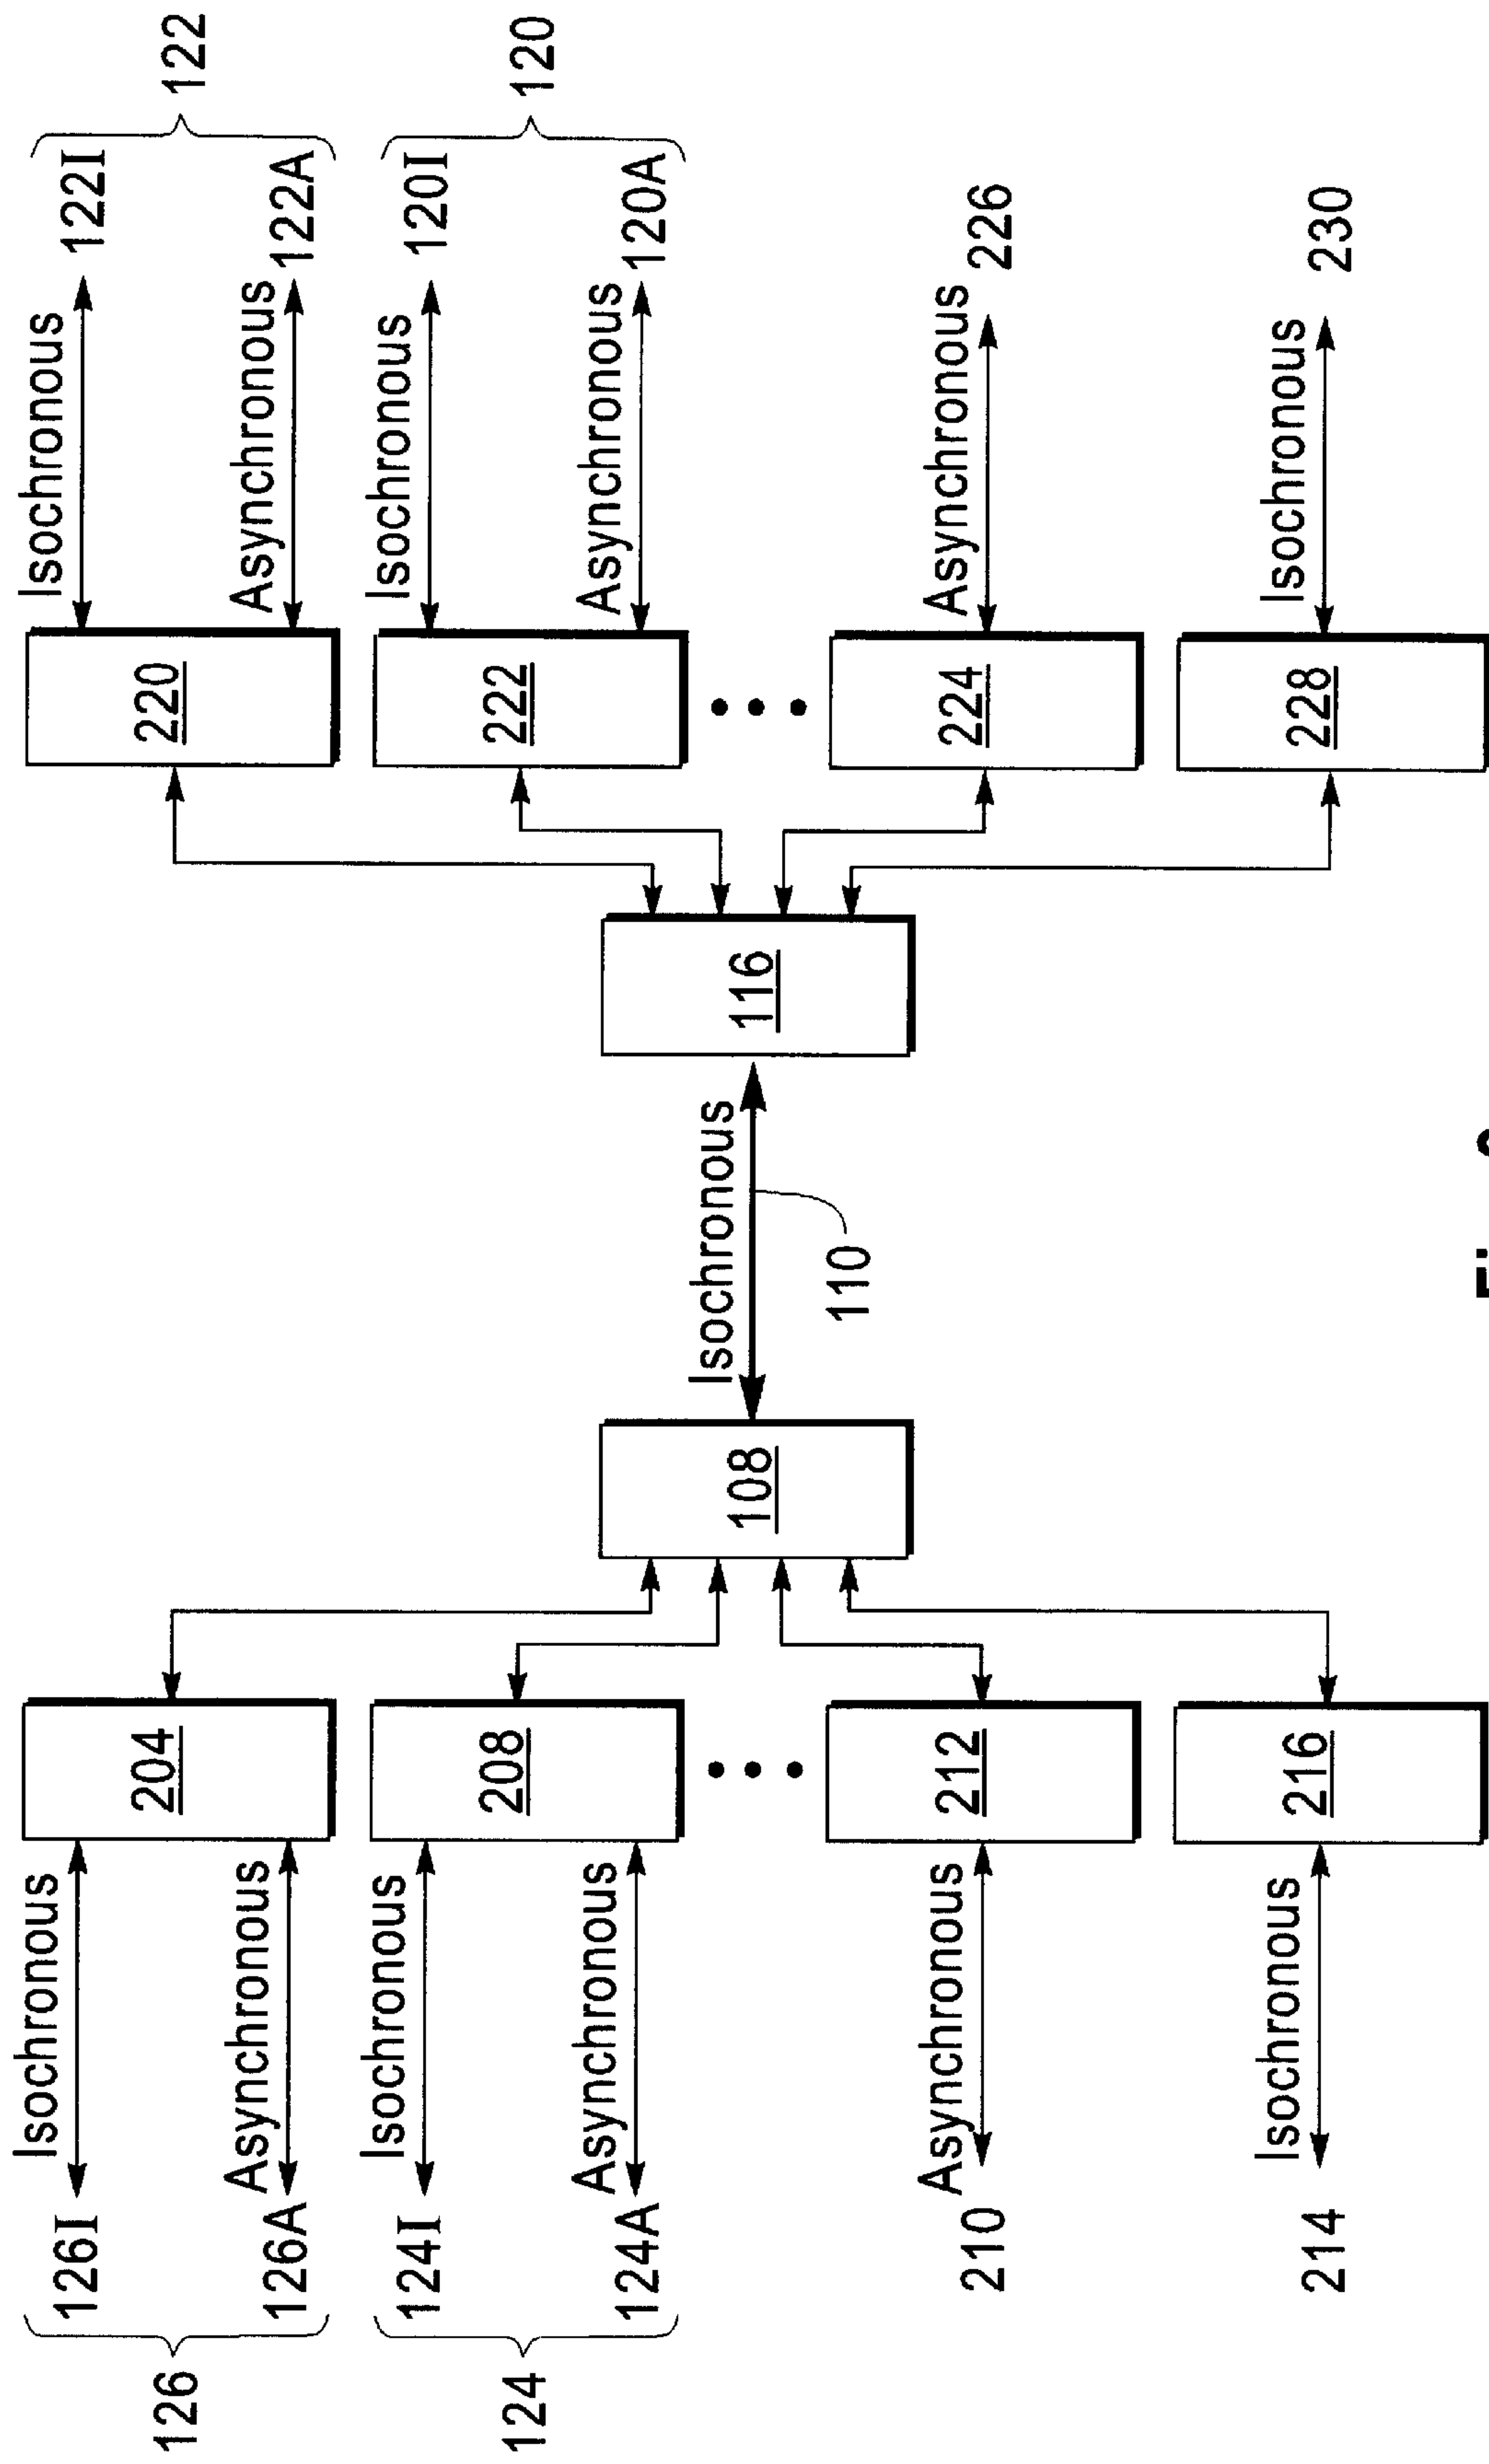 126
126I
Isochronous
126A
Asynchronous
204
124
124I
Isochronous
124A
Asynchronous
208
210
Asynchronous
212
214
Isochronous
216
108
Isochronous
110
116
220
Isochronous
122I
Asynchronous
122A
122
222
Isochronous
120I
Asynchronous
120A
120
224
Asynchronous
226
228
Isochronous
230